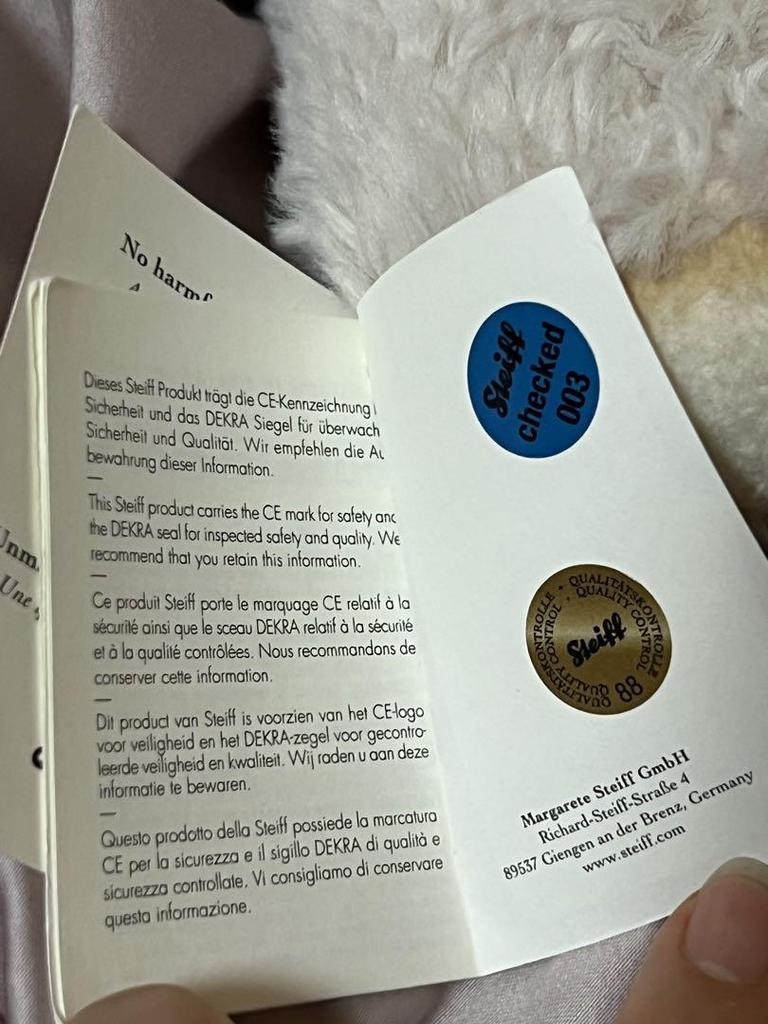 No harmf
Unm
Une
Dieses Steiff Produkt trägt die CE-Kennzeichnung
Sicherheit und das DEKRA Siegel für überwach
Sicherheit und Qualität. Wir empfehlen die Au
bewahrung dieser Information.
—
This Steiff product carries the CE mark for safety and
the DEKRA seal for inspected safety and quality. We
recommend that you retain this information.
—
Ce produit Steiff porte le marquage CE relatif à la
sécurité ainsi que le sceau DEKRA relatif à la sécurité
et à la qualité contrôlées. Nous recommandons de
conserver cette information.
—
Dit product van Steiff is voorzien van het CE-logo
voor veiligheid en het DEKRA-zegel voor gecontro-
leerde veiligheid en kwaliteit. Wij raden u aan deze
informatie te bewaren.
—
Questo prodotto della Steiff possiede la marcatura
CE per la sicurezza e il sigillo DEKRA di qualità e
sicurezza controllate. Vi consigliamo di conservare
questa informazione.
Steiff
checked
003
QUALITÄTSKONTROLLE • QUALITÄTSKONTROLLE
QUALITY CONTROL • QUALITY CONTROL
Steiff
88
Margarete Steiff GmbH
Richard-Steiff-Straße 4
89537 Giengen an der Brenz, Germany
www.steiff.com